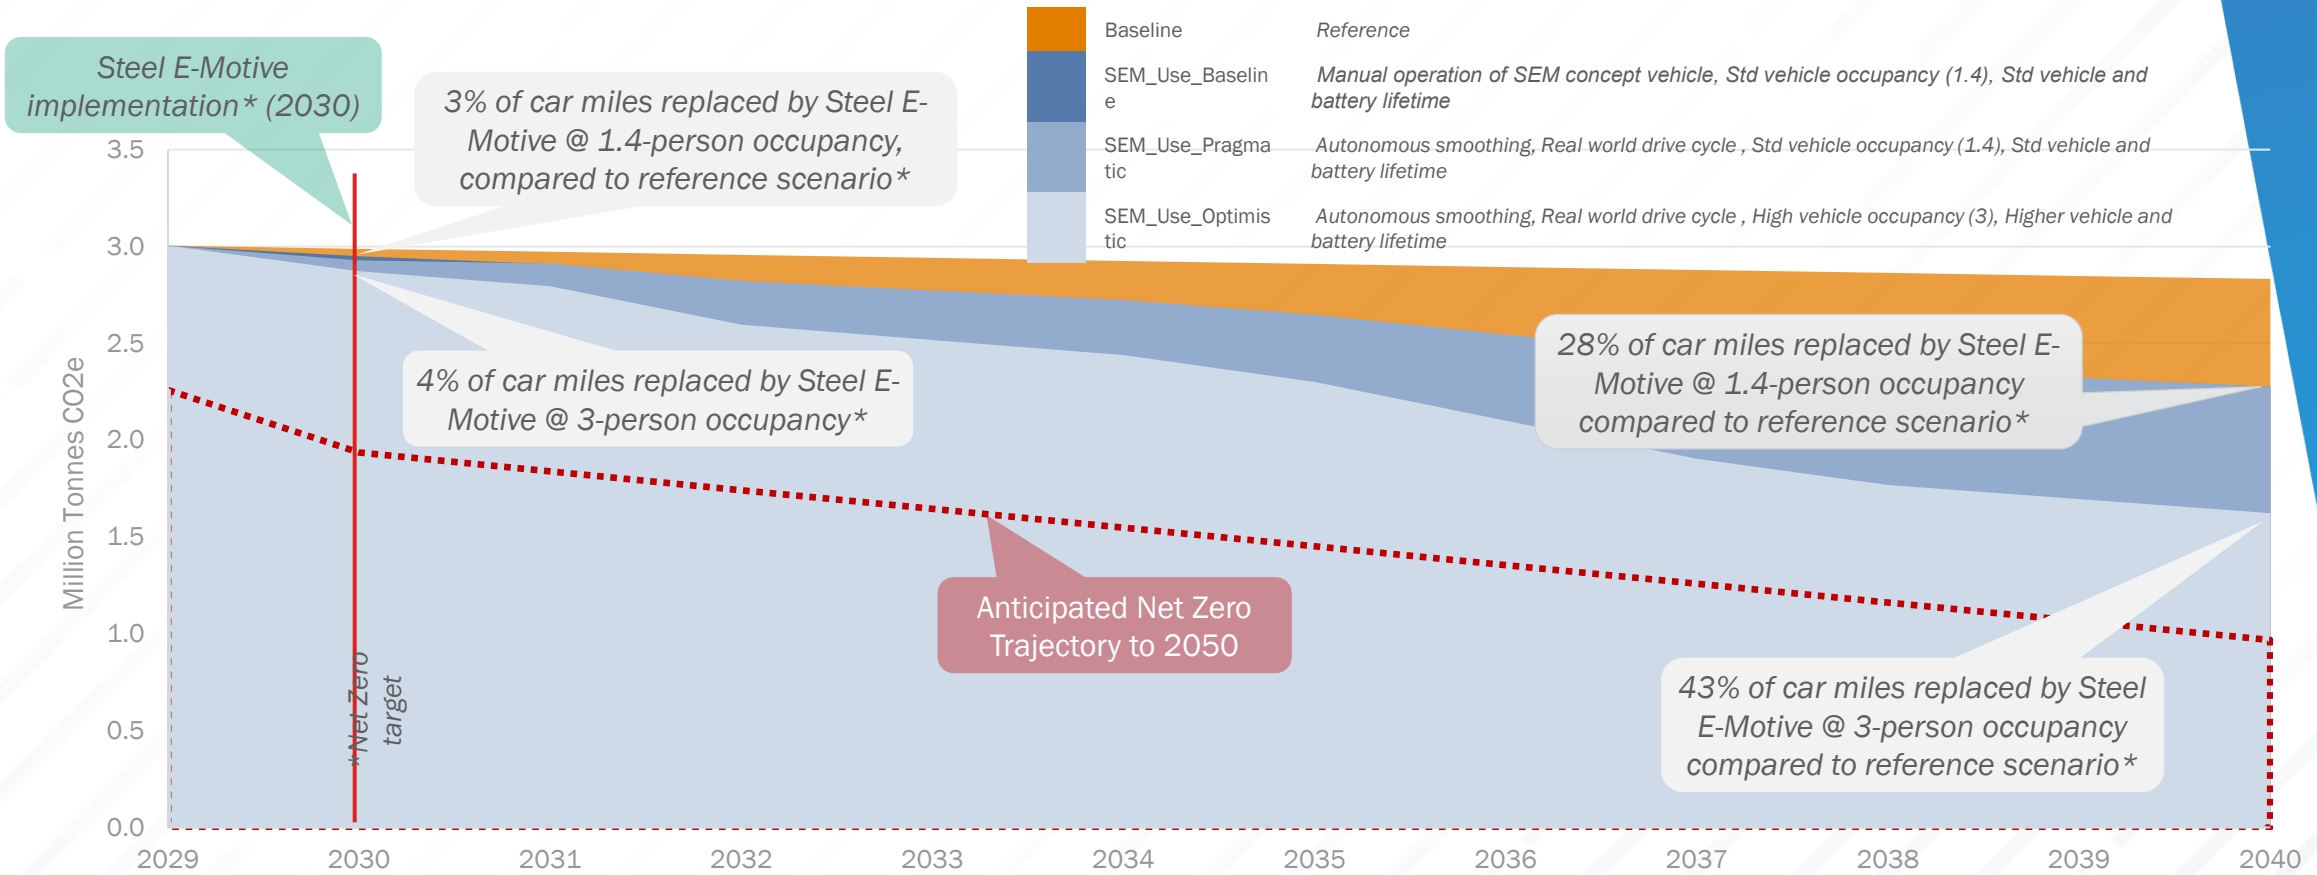 Baseline Reference
SEM_Use_Baselin
e
Manual operation of SEM concept vehicle, Std vehicle occupancy (1.4), Std vehicle and
battery lifetime
SEM_Use_Pragma
tic
Autonomous smoothing, Real world drive cycle , Std vehicle occupancy (1.4), Std vehicle and
battery lifetime
SEM_Use_Optimis
tic
Autonomous smoothing, Real world drive cycle , High vehicle occupancy (3), Higher vehicle and
battery lifetime
Steel E-Motive
implementation* (2030)
3% of car miles replaced by Steel E-
Motive @ 1.4-person occupancy,
compared to reference scenario*
4% of car miles replaced by Steel E-
Motive @ 3-person occupancy*
28% of car miles replaced by Steel E-
Motive @ 1.4-person occupancy
compared to reference scenario*
Anticipated Net Zero
Trajectory to 2050
43% of car miles replaced by Steel
E-Motive @ 3-person occupancy
compared to reference scenario*
*Net Zero
target
Million Tonnes CO2e
3.5
3.0
2.5
2.0
1.5
1.0
0.5
0.0
2029 2030 2031 2032 2033 2034 2035 2036 2037 2038 2039 2040